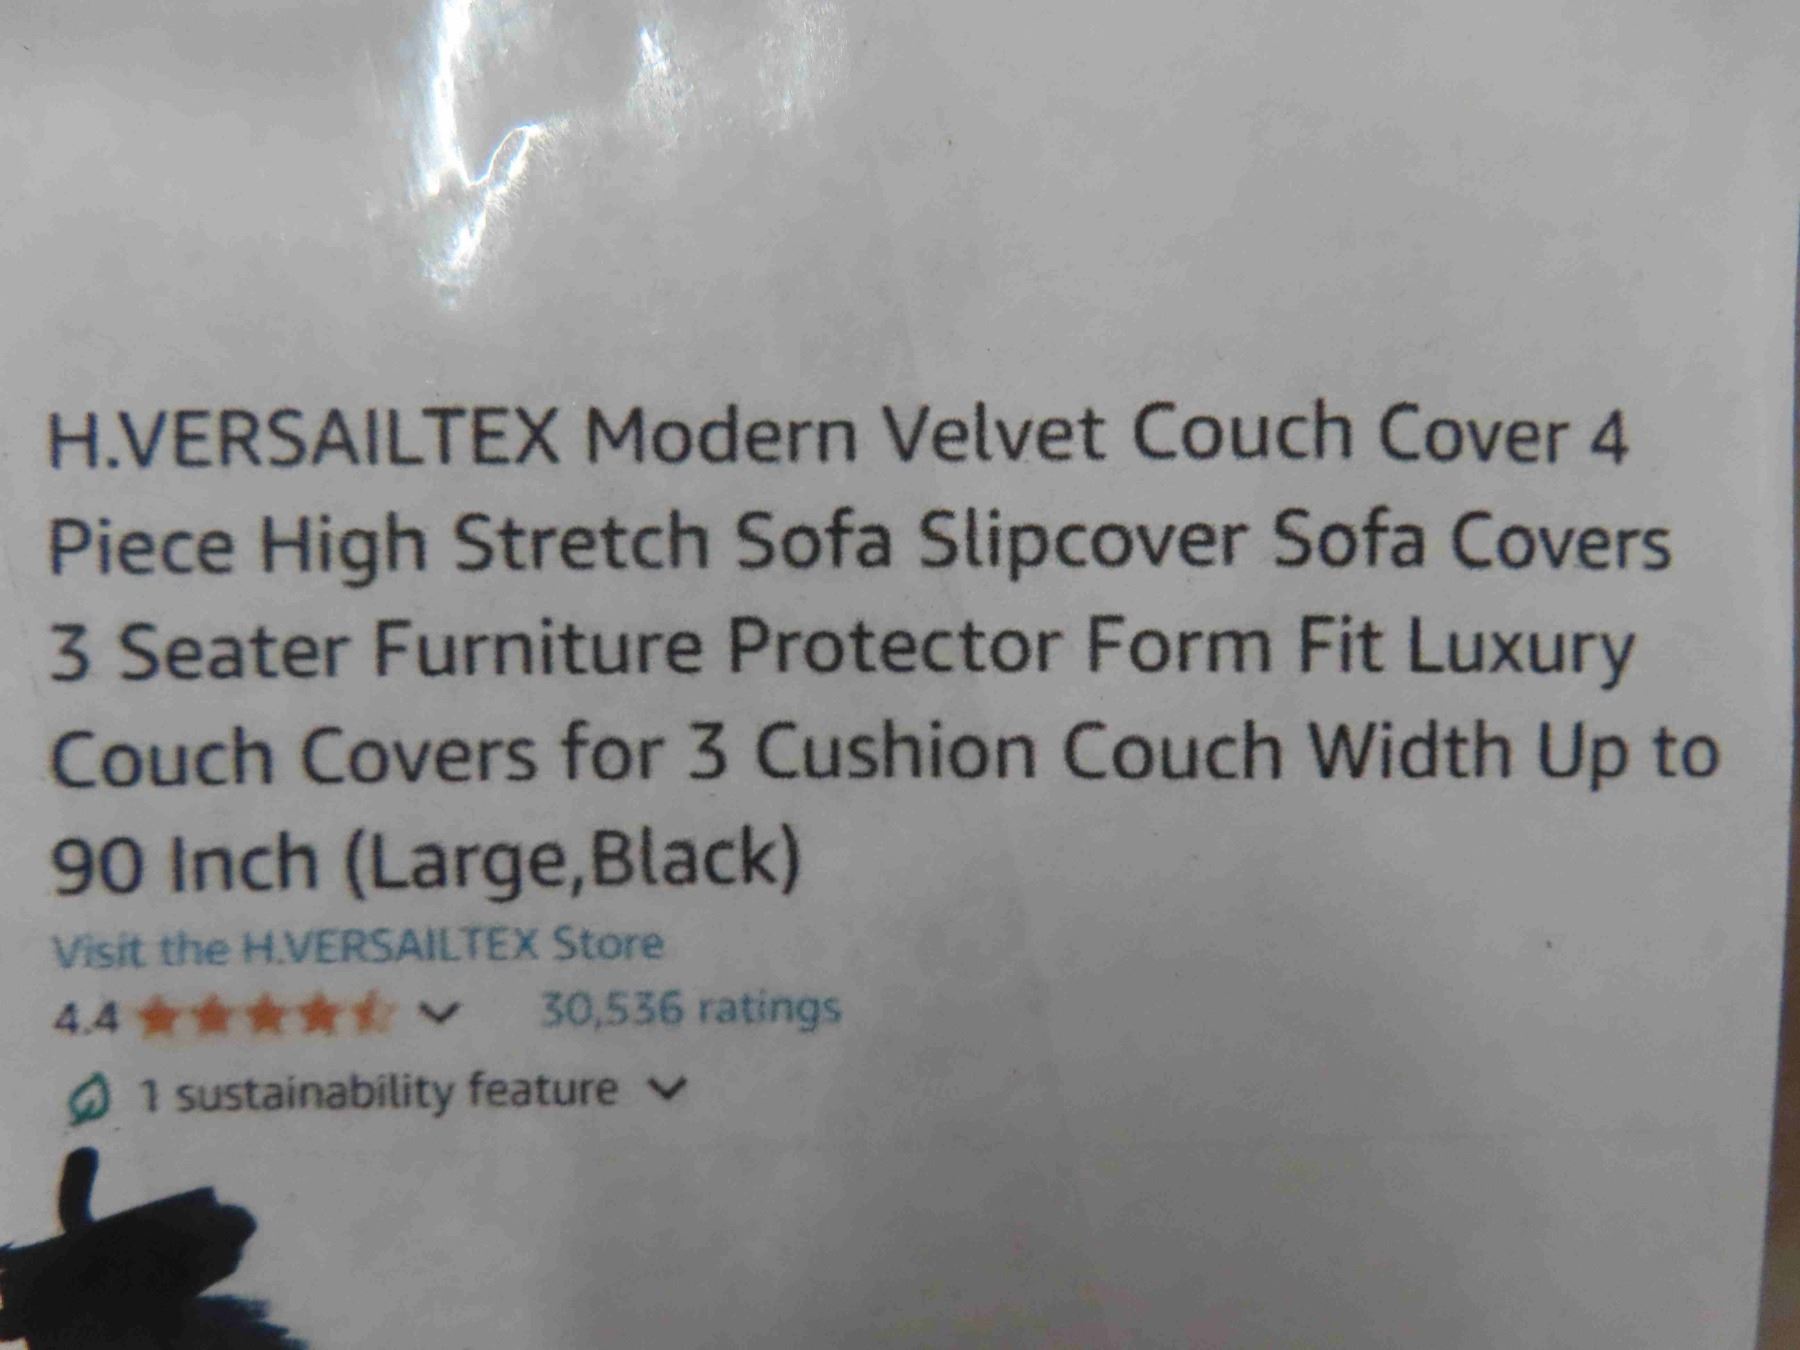 H.VERSAILTEX Modern Velvet Couch Cover 4
Piece High Stretch Sofa Slipcover Sofa Covers
3 Seater Furniture Protector Form Fit Luxury
Couch Covers for 3 Cushion Couch Width Up to
90 Inch (Large,Black)
Visit the H.VERSAILTEX Store
4.4 30,536 ratings
1 sustainability feature